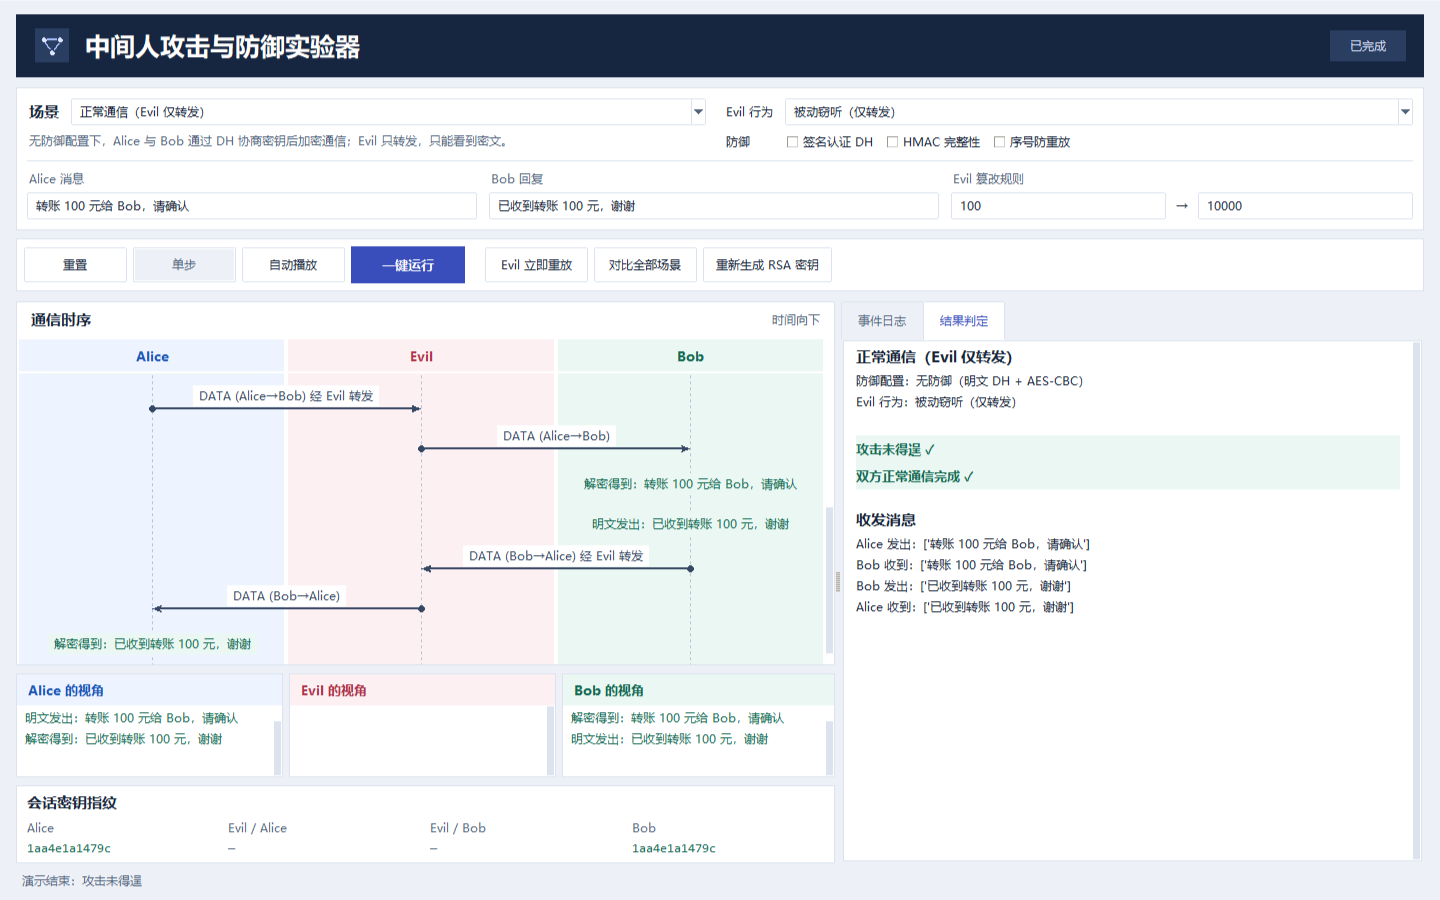 中间人攻击与防御实验器
已完成
场景 正常通信（Evil 仅转发） Evil 行为 被动窃听（仅转发）
无防御配置下，Alice 与 Bob 通过 DH 协商密钥后加密通信；Evil 只转发，只能看到密文。 防御 签名认证 DH HMAC 完整性 序号防重放
Alice 消息 Bob 回复 Evil 篡改规则
转账 100 元给 Bob，请确认 已收到转账 100 元，谢谢 100 → 10000
重置 单步 自动播放 一键运行 Evil 立即重放 对比全部场景 重新生成 RSA 密钥
通信时序 时间向下
Alice Evil Bob
DATA (Alice→Bob) 经 Evil 转发
DATA (Alice→Bob)
解密得到：转账 100 元给 Bob，请确认
明文发出：已收到转账 100 元，谢谢
DATA (Bob→Alice) 经 Evil 转发
DATA (Bob→Alice)
解密得到：已收到转账 100 元，谢谢
Alice 的视角
明文发出：转账 100 元给 Bob，请确认
解密得到：已收到转账 100 元，谢谢
Evil 的视角
Bob 的视角
解密得到：转账 100 元给 Bob，请确认
明文发出：已收到转账 100 元，谢谢
会话密钥指纹
Alice Evil / Alice Evil / Bob Bob
1aa4e1a1479c — — 1aa4e1a1479c
演示结束：攻击未得逞
事件日志 结果判定
正常通信（Evil 仅转发）
防御配置：无防御（明文 DH + AES-CBC）
Evil 行为：被动窃听（仅转发）
攻击未得逞 ✓
双方正常通信完成 ✓
收发消息
Alice 发出：['转账 100 元给 Bob，请确认']
Bob 收到：['转账 100 元给 Bob，请确认']
Bob 发出：['已收到转账 100 元，谢谢']
Alice 收到：['已收到转账 100 元，谢谢']